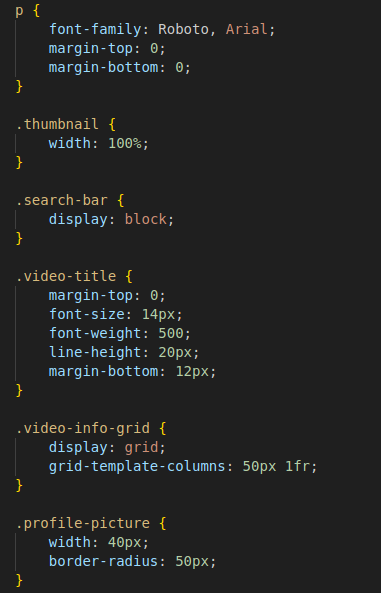 p {
    font-family: Roboto, Arial;
    margin-top: 0;
    margin-bottom: 0;
}

.thumbnail {
    width: 100%;
}

.search-bar {
    display: block;
}

.video-title {
    margin-top: 0;
    font-size: 14px;
    font-weight: 500;
    line-height: 20px;
    margin-bottom: 12px;
}

.video-info-grid {
    display: grid;
    grid-template-columns: 50px 1fr;
}

.profile-picture {
    width: 40px;
    border-radius: 50px;
}